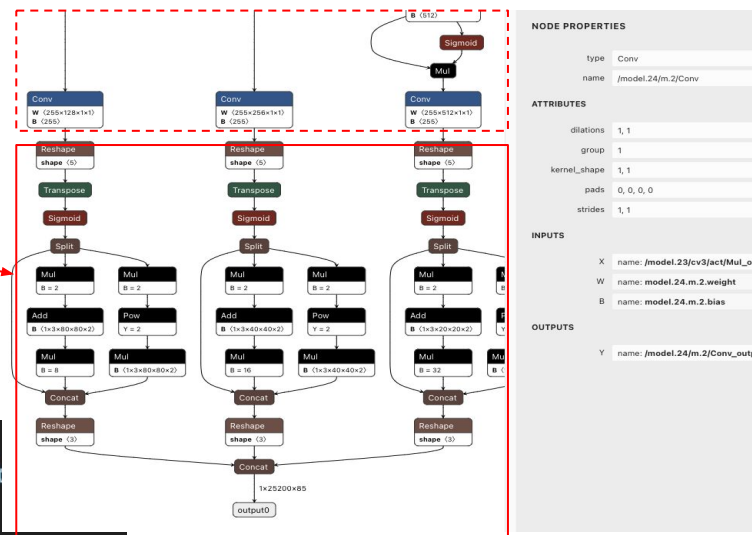 B ⟨512⟩
Sigmoid
Mul
Conv
W ⟨255×128×1×1⟩
B ⟨255⟩
Conv
W ⟨255×256×1×1⟩
B ⟨255⟩
Conv
W ⟨255×512×1×1⟩
B ⟨255⟩
Reshape
shape ⟨5⟩
Reshape
shape ⟨5⟩
Reshape
shape ⟨5⟩
Transpose
Transpose
Transpose
Sigmoid
Sigmoid
Sigmoid
Split
Split
Split
Mul
B = 2
Mul
B = 2
Mul
B = 2
Mul
B = 2
Mul
B = 2
Add
B ⟨1×3×80×80×2⟩
Pow
Y = 2
Add
B ⟨1×3×40×40×2⟩
Pow
Y = 2
Add
B ⟨1×3×20×20×2⟩
Mul
B = 8
Mul
B ⟨1×3×80×80×2⟩
Mul
B = 16
Mul
B ⟨1×3×40×40×2⟩
Mul
B = 32
Concat
Concat
Concat
Reshape
shape ⟨3⟩
Reshape
shape ⟨3⟩
Reshape
shape ⟨3⟩
Concat
1×25200×85
output0
NODE PROPERTIES
type Conv
name /model.24/m.2/Conv
ATTRIBUTES
dilations 1, 1
group 1
kernel_shape 1, 1
pads 0, 0, 0, 0
strides 1, 1
INPUTS
X name: /model.23/cv3/act/Mul_o
W name: model.24.m.2.weight
B name: model.24.m.2.bias
OUTPUTS
Y name: /model.24/m.2/Conv_outp